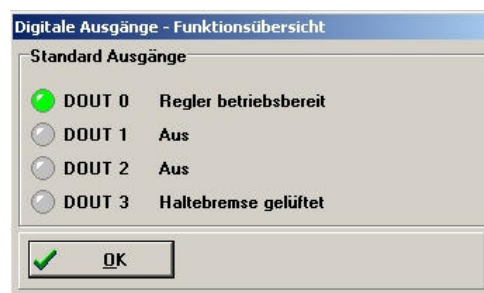 Digitale Ausgänge - Funktionsübersicht
Standard Ausgänge
DOUT 0 Regler betriebsbereit
DOUT 1 Aus
DOUT 2 Aus
DOUT 3 Haltebremse gelüftet
OK